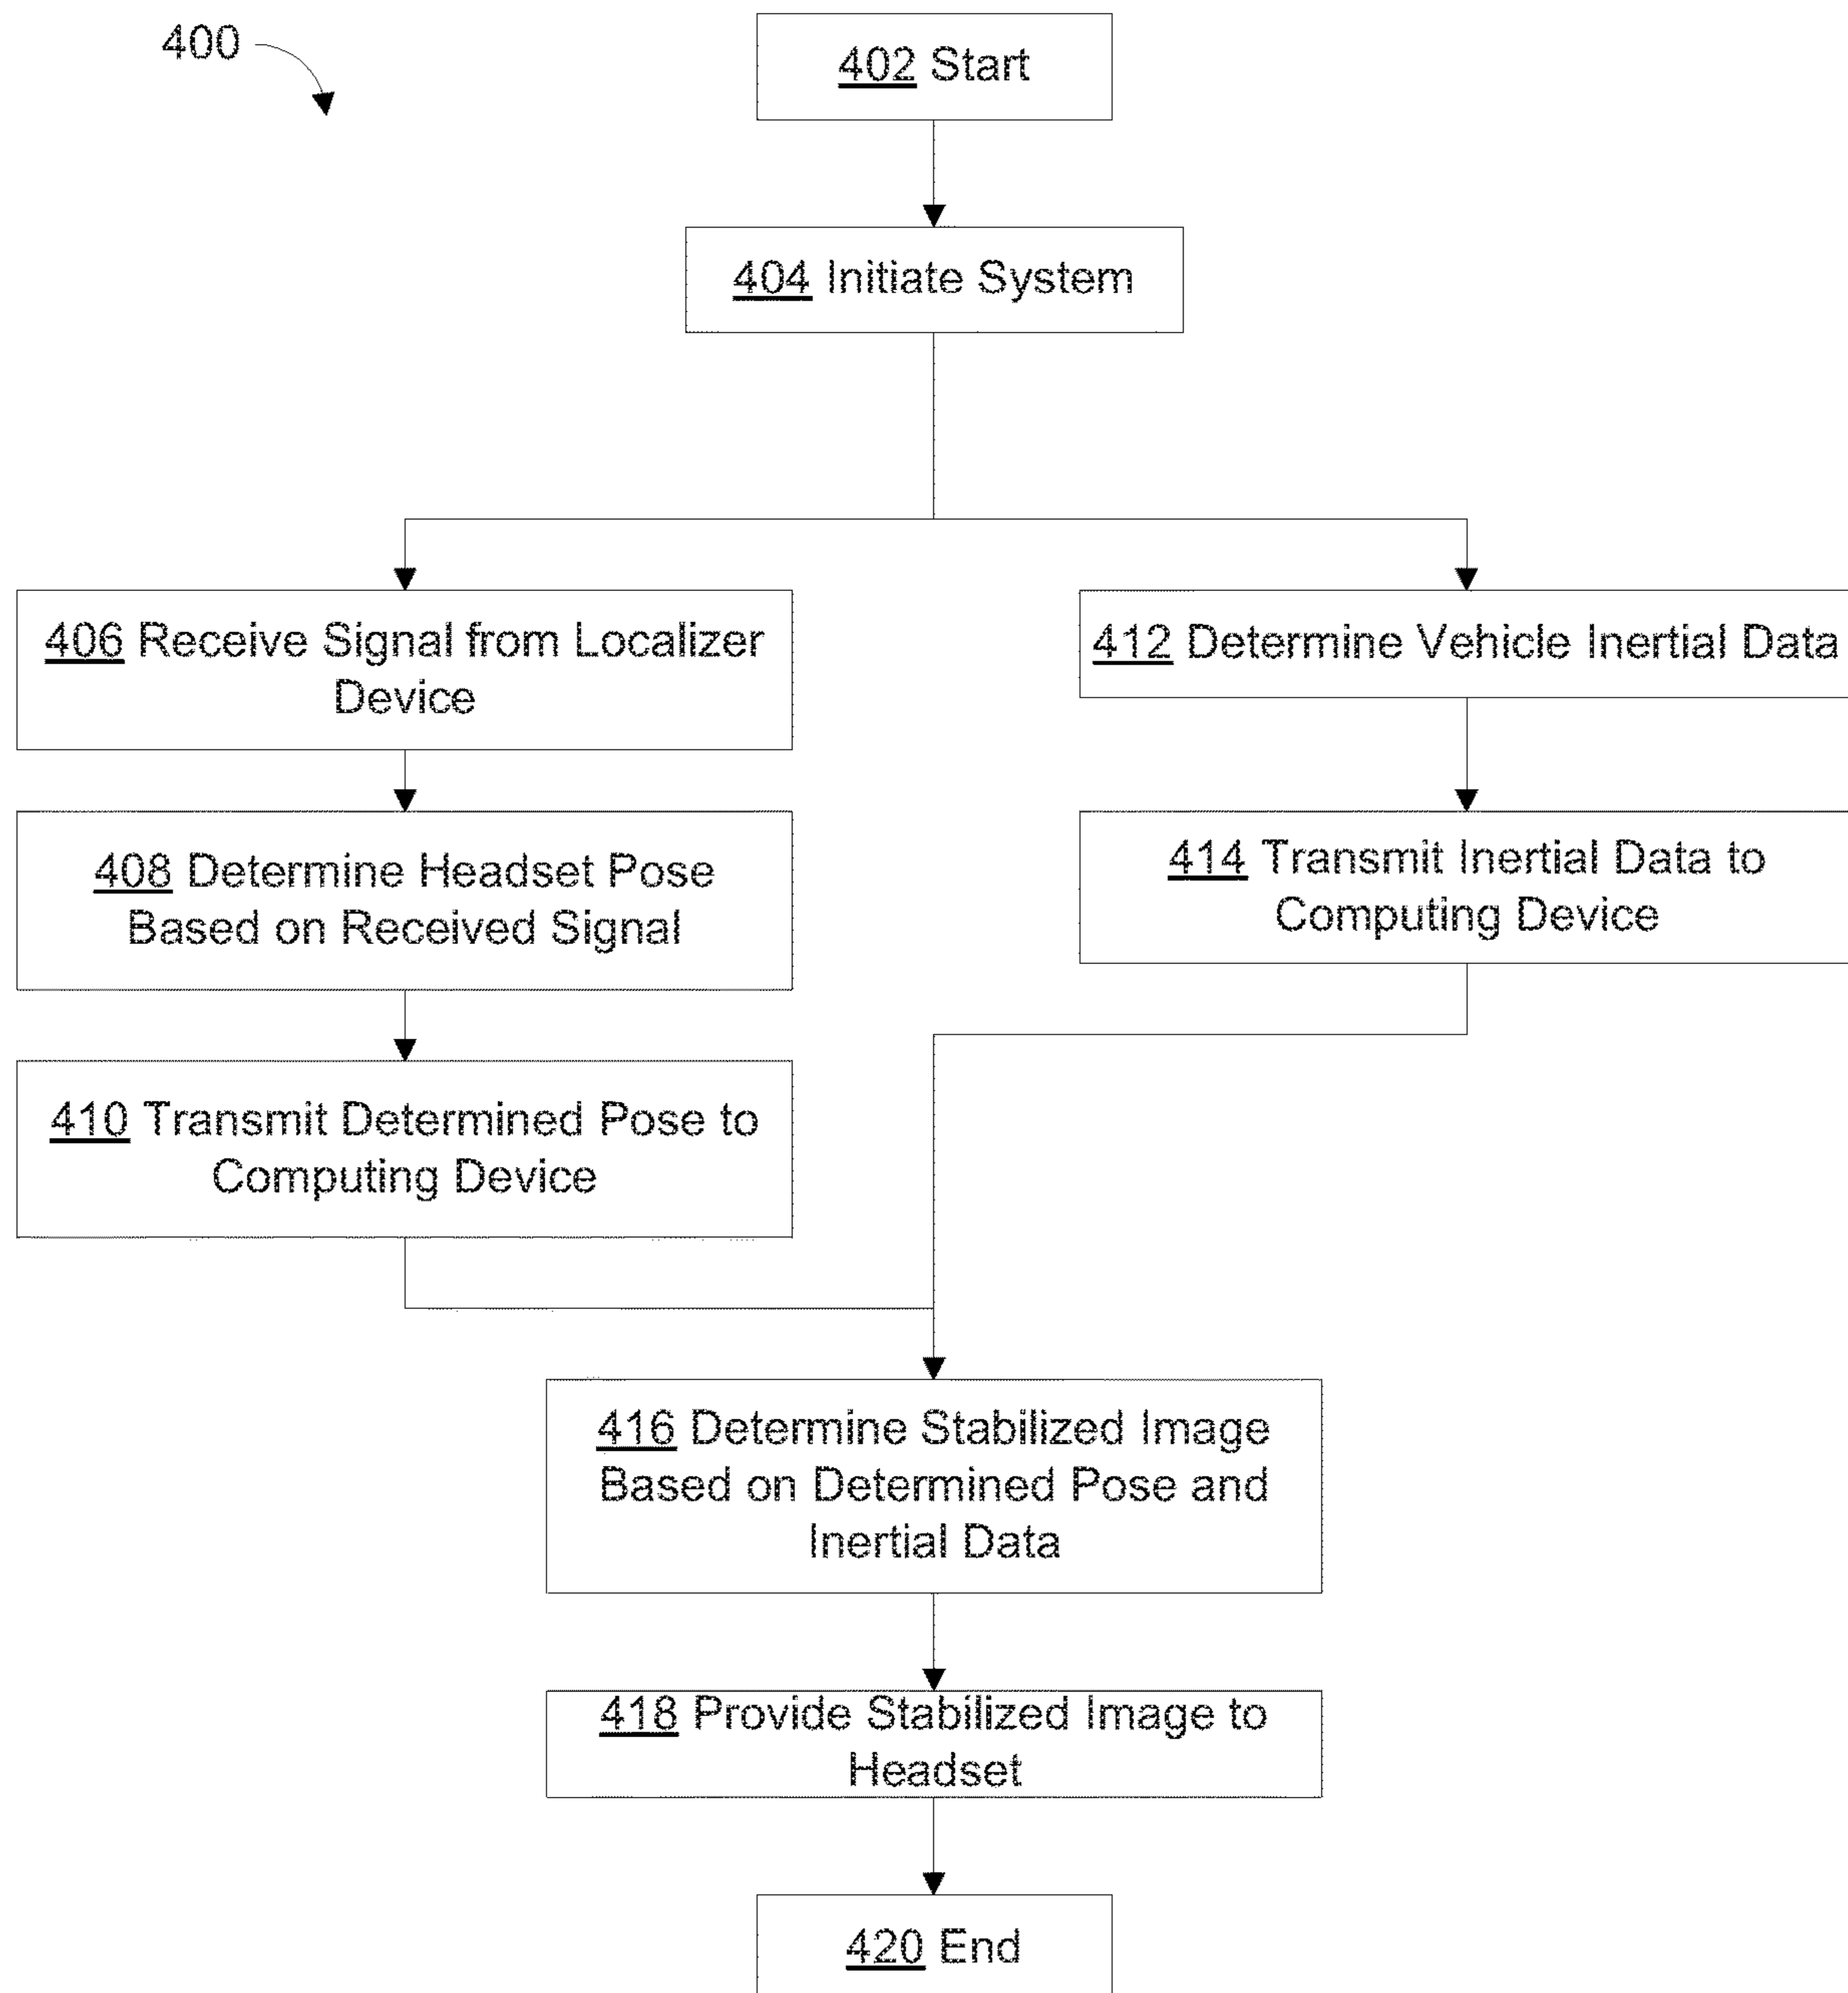 400
402 Start
404 Initiate System
406 Receive Signal from Localizer
Device
408 Determine Headset Pose
Based on Received Signal
410 Transmit Determined Pose to
Computing Device
412 Determine Vehicle Inertial Data
414 Transmit Inertial Data to
Computing Device
416 Determine Stabilized Image
Based on Determined Pose and
Inertial Data
418 Provide Stabilized Image to
Headset
420 End